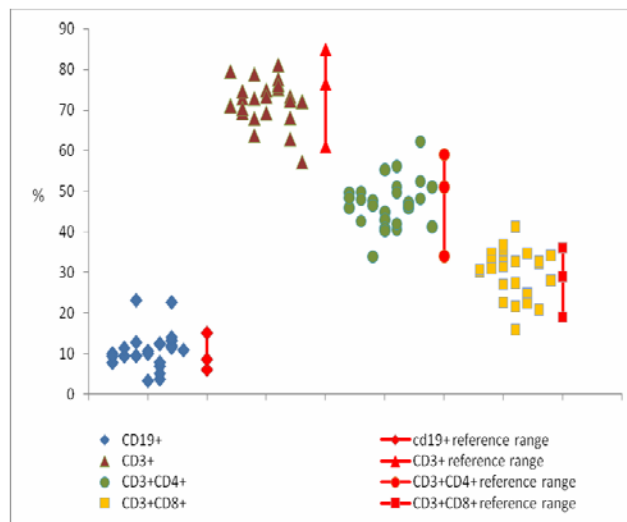 90
80
70
60
50
40
30
20
10
0
%
CD19+
CD3+
CD3+CD4+
CD3+CD8+
cd19+ reference range
CD3+ reference range
CD3+CD4+ reference range
CD3+CD8+ reference range